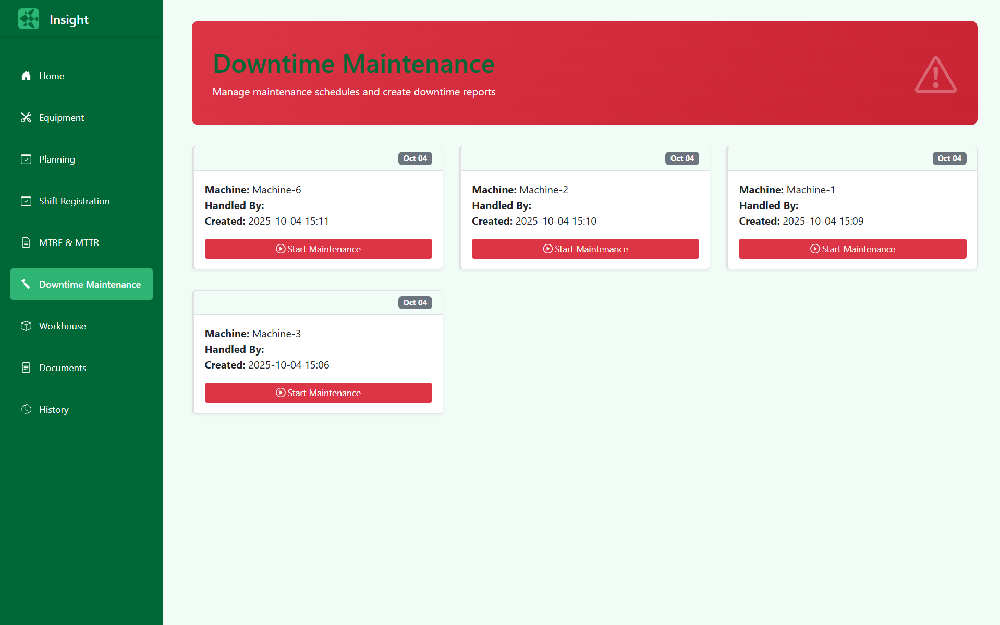 Insight
Home
Equipment
Planning
Shift Registration
MTBF & MTTR
Downtime Maintenance
Workhouse
Documents
History
Downtime Maintenance
Manage maintenance schedules and create downtime reports
Oct 04
Machine: Machine-6
Handled By:
Created: 2025-10-04 15:11
Start Maintenance
Oct 04
Machine: Machine-2
Handled By:
Created: 2025-10-04 15:10
Start Maintenance
Oct 04
Machine: Machine-1
Handled By:
Created: 2025-10-04 15:09
Start Maintenance
Oct 04
Machine: Machine-3
Handled By:
Created: 2025-10-04 15:06
Start Maintenance